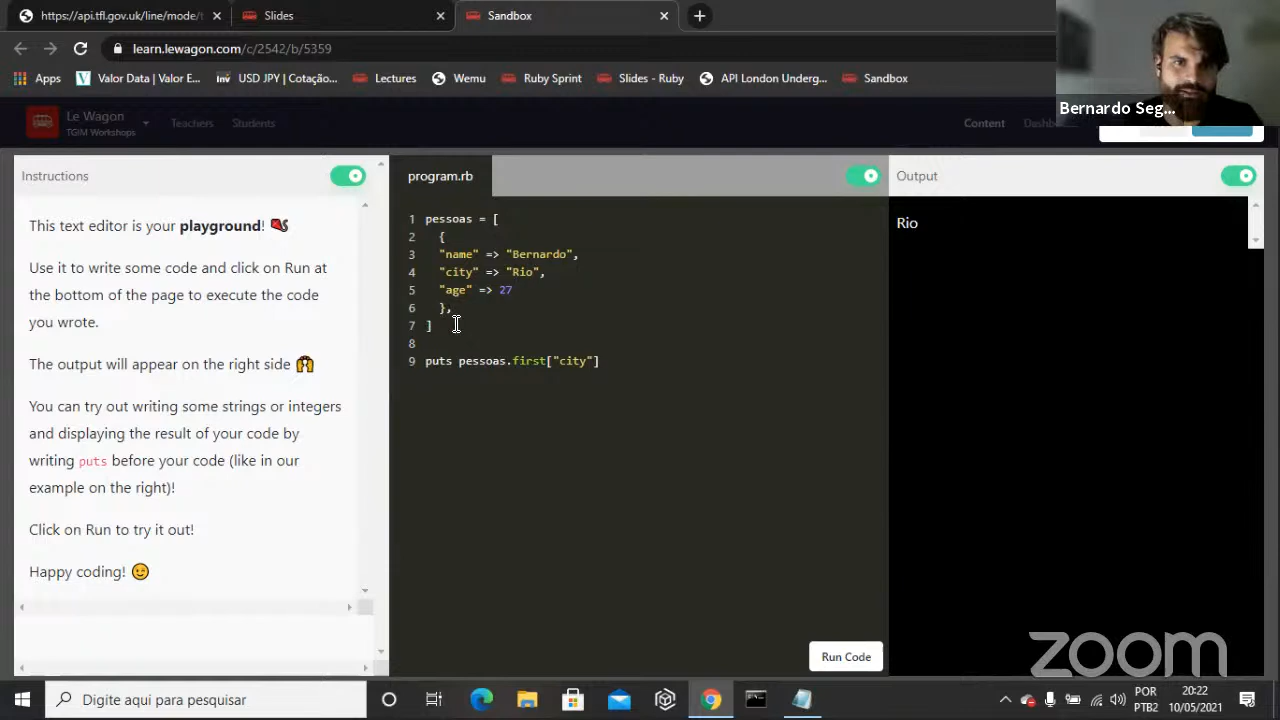 https://api.tfl.gov.uk/line/mode/t
Slides
Sandbox
learn.lewagon.com/c/2542/b/5359
Apps
Valor Data | Valor E...
USD JPY | Cotação...
Lectures
Wemu
Ruby Sprint
Slides - Ruby
API London Underg...
Sandbox
Bernardo Seg...
Le Wagon
TGIM Workshops
Teachers
Students
Content
Instructions
program.rb
Output
This text editor is your playground!
Use it to write some code and click on Run at
the bottom of the page to execute the code
you wrote.
The output will appear on the right side
You can try out writing some strings or integers
and displaying the result of your code by
writing puts before your code (like in our
example on the right)!
Click on Run to try it out!
Happy coding!
1 pessoas = [
2 {
3 "name" => "Bernardo",
4 "city" => "Rio",
5 "age" => 27
6 },
7 ]
8
9 puts pessoas.first["city"]
Rio
Run Code
zoom
Digite aqui para pesquisar
POR
PTB2
20:22
10/05/2021